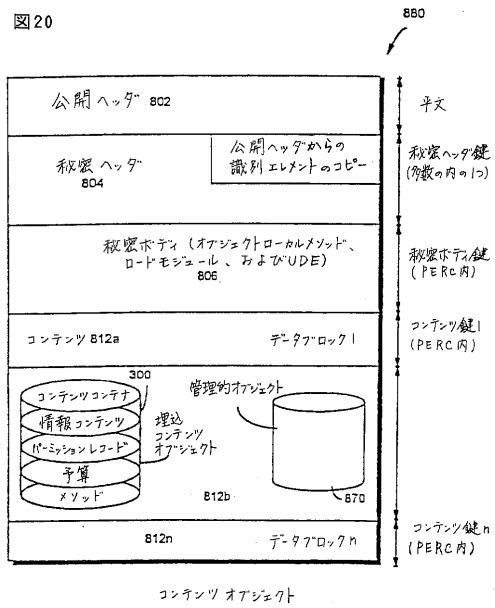 図20
880
公開ヘッダ 802
平文
秘密ヘッダ
804
公開ヘッダからの
識別エレメントのコピー
秘密ヘッダ鍵
(多数の内の1つ)
秘密ボディ (オブジェクトローカルメソッド、
ロードモジュール、およびUDE)
806
秘密ボディ鍵
(PERC内)
コンテンツ 812a
データブロック1
コンテンツ鍵1
(PERC内)
300
コンテンツコンテナ
情報コンテンツ
パーミッションレコード
予算
メソッド
埋込
コンテンツ
オブジェクト
管理的オブジェクト
812b
870
812n
データブロックn
コンテンツ鍵n
(PERC内)
コンテンツ オブジェクト